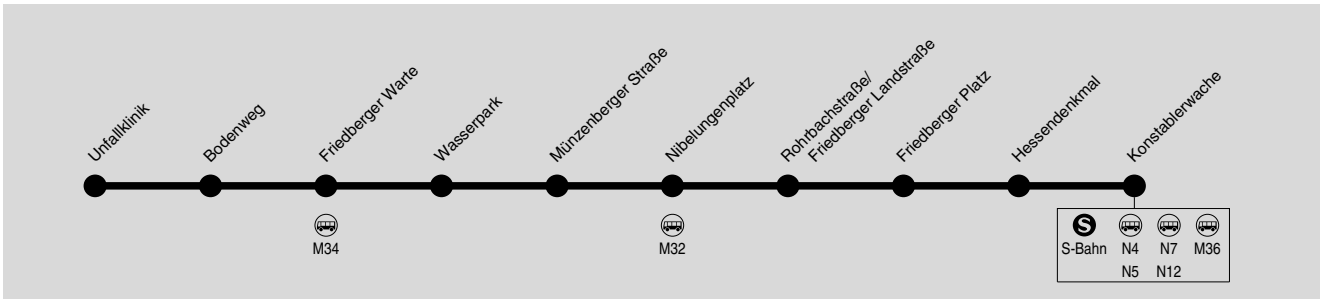 Unfallklinik
Bodenweg
Friedberger Warte
Wasserpark
Münzenberger Straße
Nibelungenplatz
Rohrbachstraße/
Friedberger Landstraße
Friedberger Platz
Hessendenkmal
Konstablerwache
M34
M32
S
S-Bahn N4 N7 M36
N5 N12